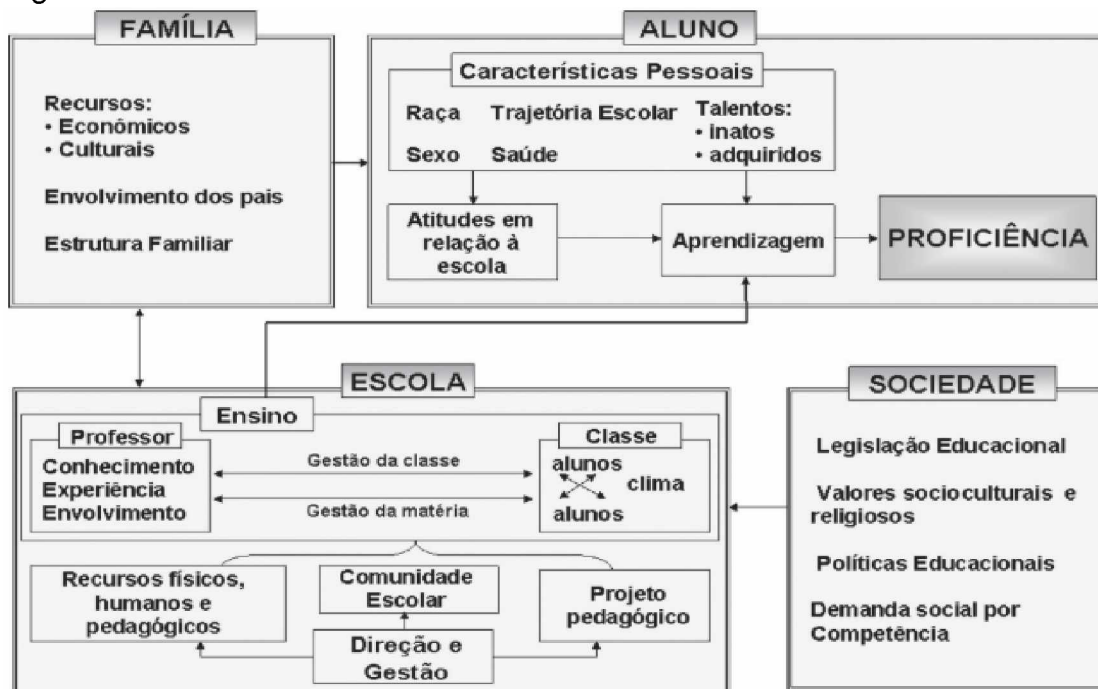 FAMÍLIA
Recursos:
• Econômicos
• Culturais
Envolvimento dos pais
Estrutura Familiar
ALUNO
Características Pessoais
Raça Trajetória Escolar Talentos:
• inatos
Sexo Saúde • adquiridos
Atitudes em
relação à
escola
Aprendizagem
PROFICIÊNCIA
ESCOLA
Ensino
Professor
Conhecimento
Experiência
Envolvimento
Gestão da classe
Gestão da matéria
Classe
alunos
clima
alunos
Recursos físicos,
humanos e
pedagógicos
Comunidade
Escolar
Projeto
pedagógico
Direção e
Gestão
SOCIEDADE
Legislação Educacional
Valores socioculturais e
religiosos
Políticas Educacionais
Demanda social por
Competência